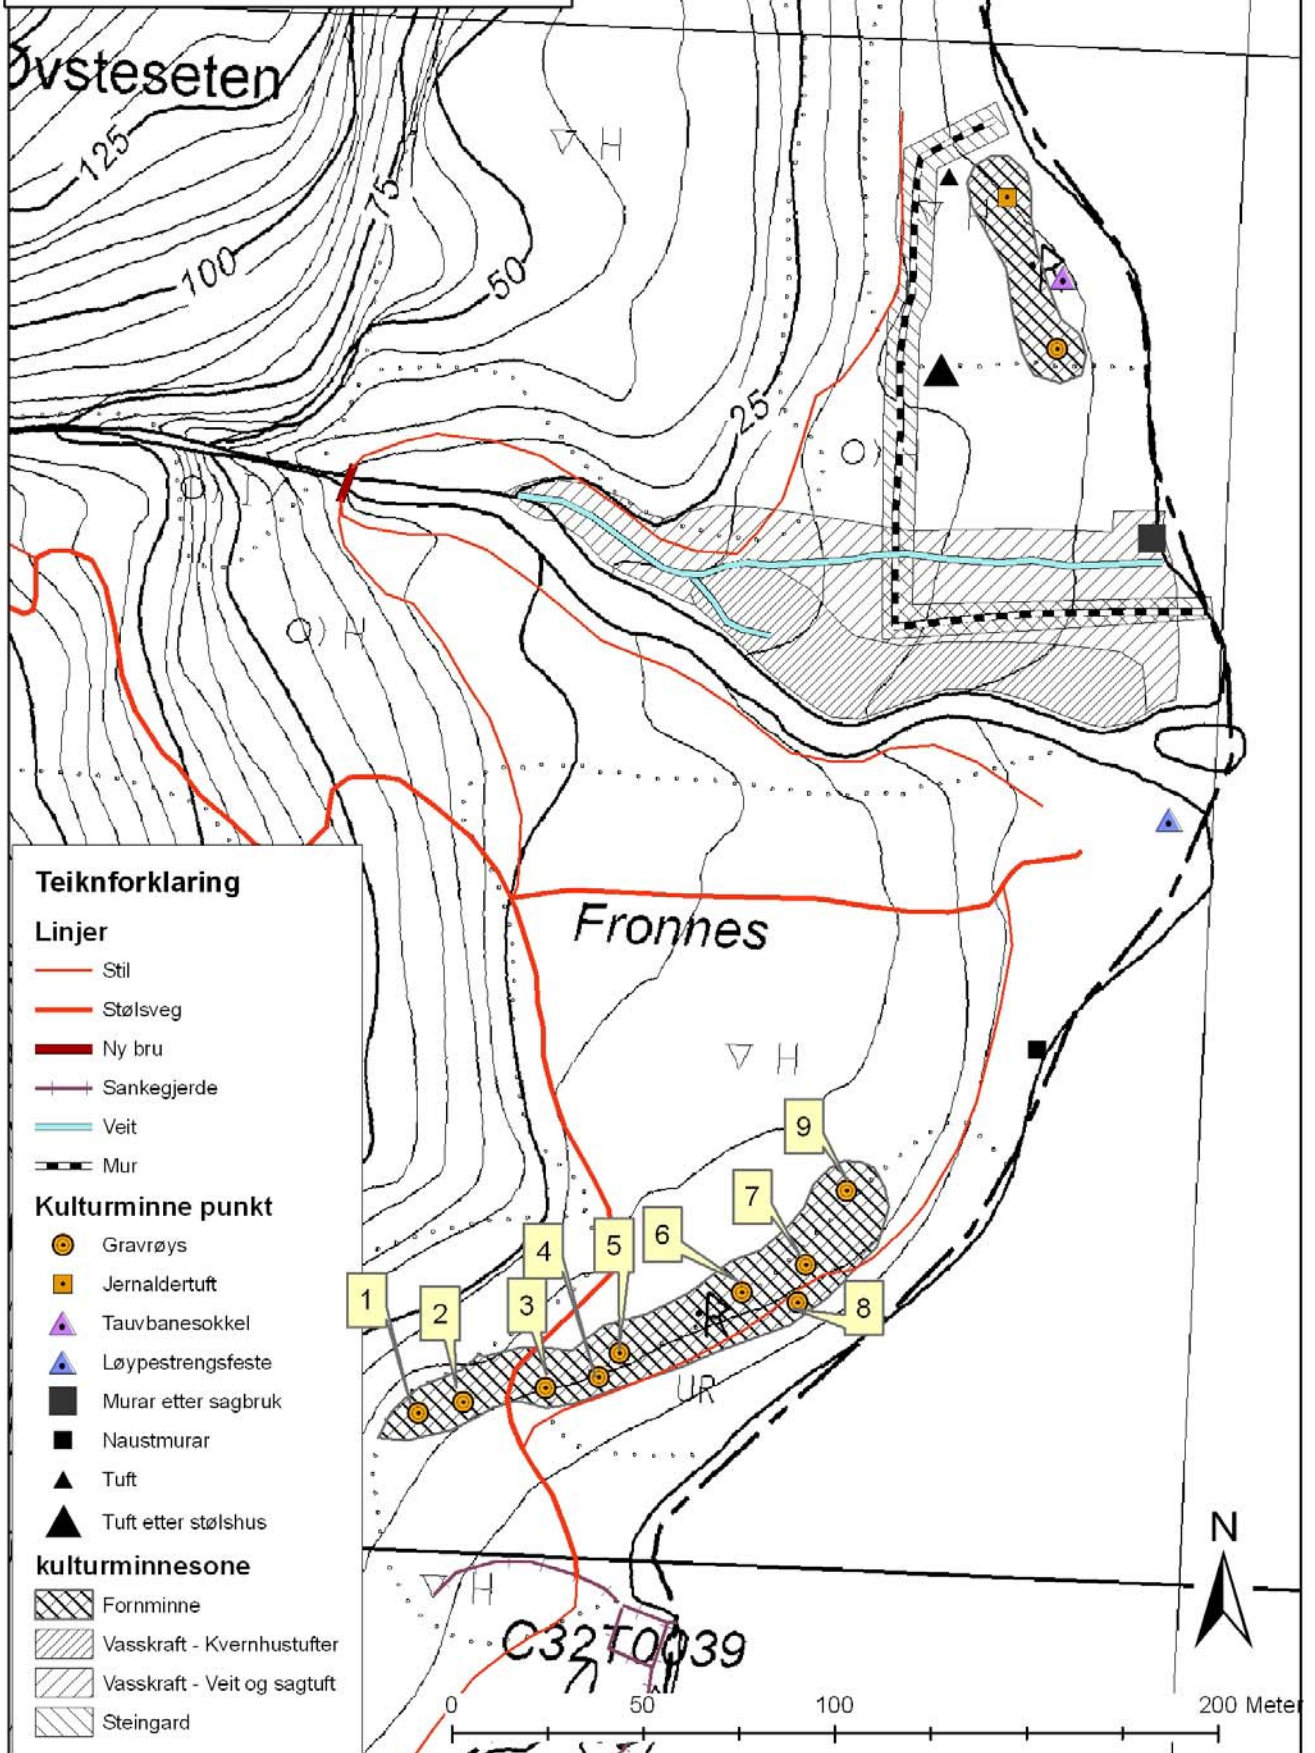 Øvsteseten
H
125
75
100
50
25
H
Fronnes
H
9
7
6
5
4
8
3
1
2
R
UR
H
C32T0039
N
0 50 100 200 Meter
Teiknforklaring
Linjer
Stil
Stølsveg
Ny bru
Sankegjerde
Veit
Mur
Kulturminne punkt
Gravrøys
Jernaldertuft
Tauvbanesokkel
Løypestrengsfeste
Murar etter sagbruk
Naustmurar
Tuft
Tuft etter stølshus
kulturminnesone
Fornminne
Vasskraft - Kvernhustufter
Vasskraft - Veit og sagtuft
Steingard